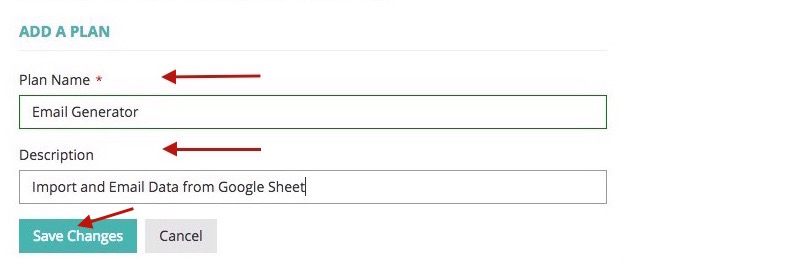 ADD A PLAN
Plan Name *
Email Generator
Description
Import and Email Data from Google Sheet
Save Changes Cancel